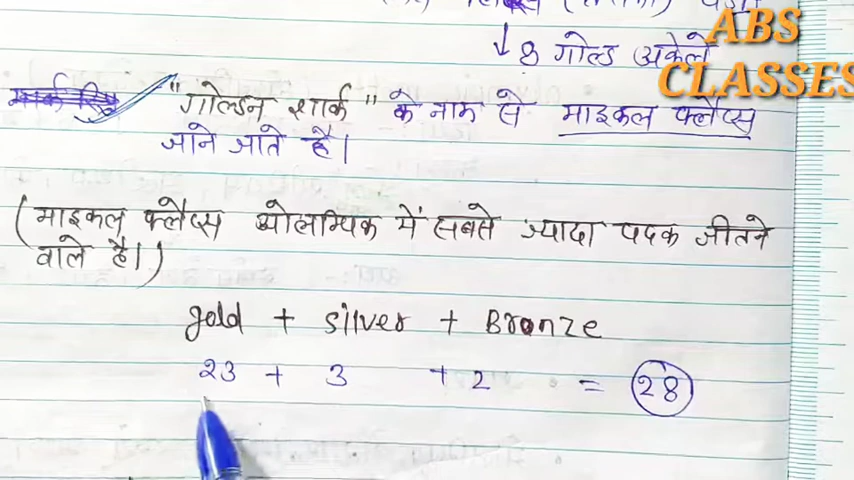 ↓ 8 गोल्ड अकेले
ABS
CLASSES
"गोल्डन शार्क" के नाम से माइकल फ्लैप्स
जाने जाते है।
(माइकल फ्लैप्स ओलम्पिक में सबसे ज्यादा पदक जीतने
वाले है।)
gold + silver + Bronze
23 + 3 + 2 = 28